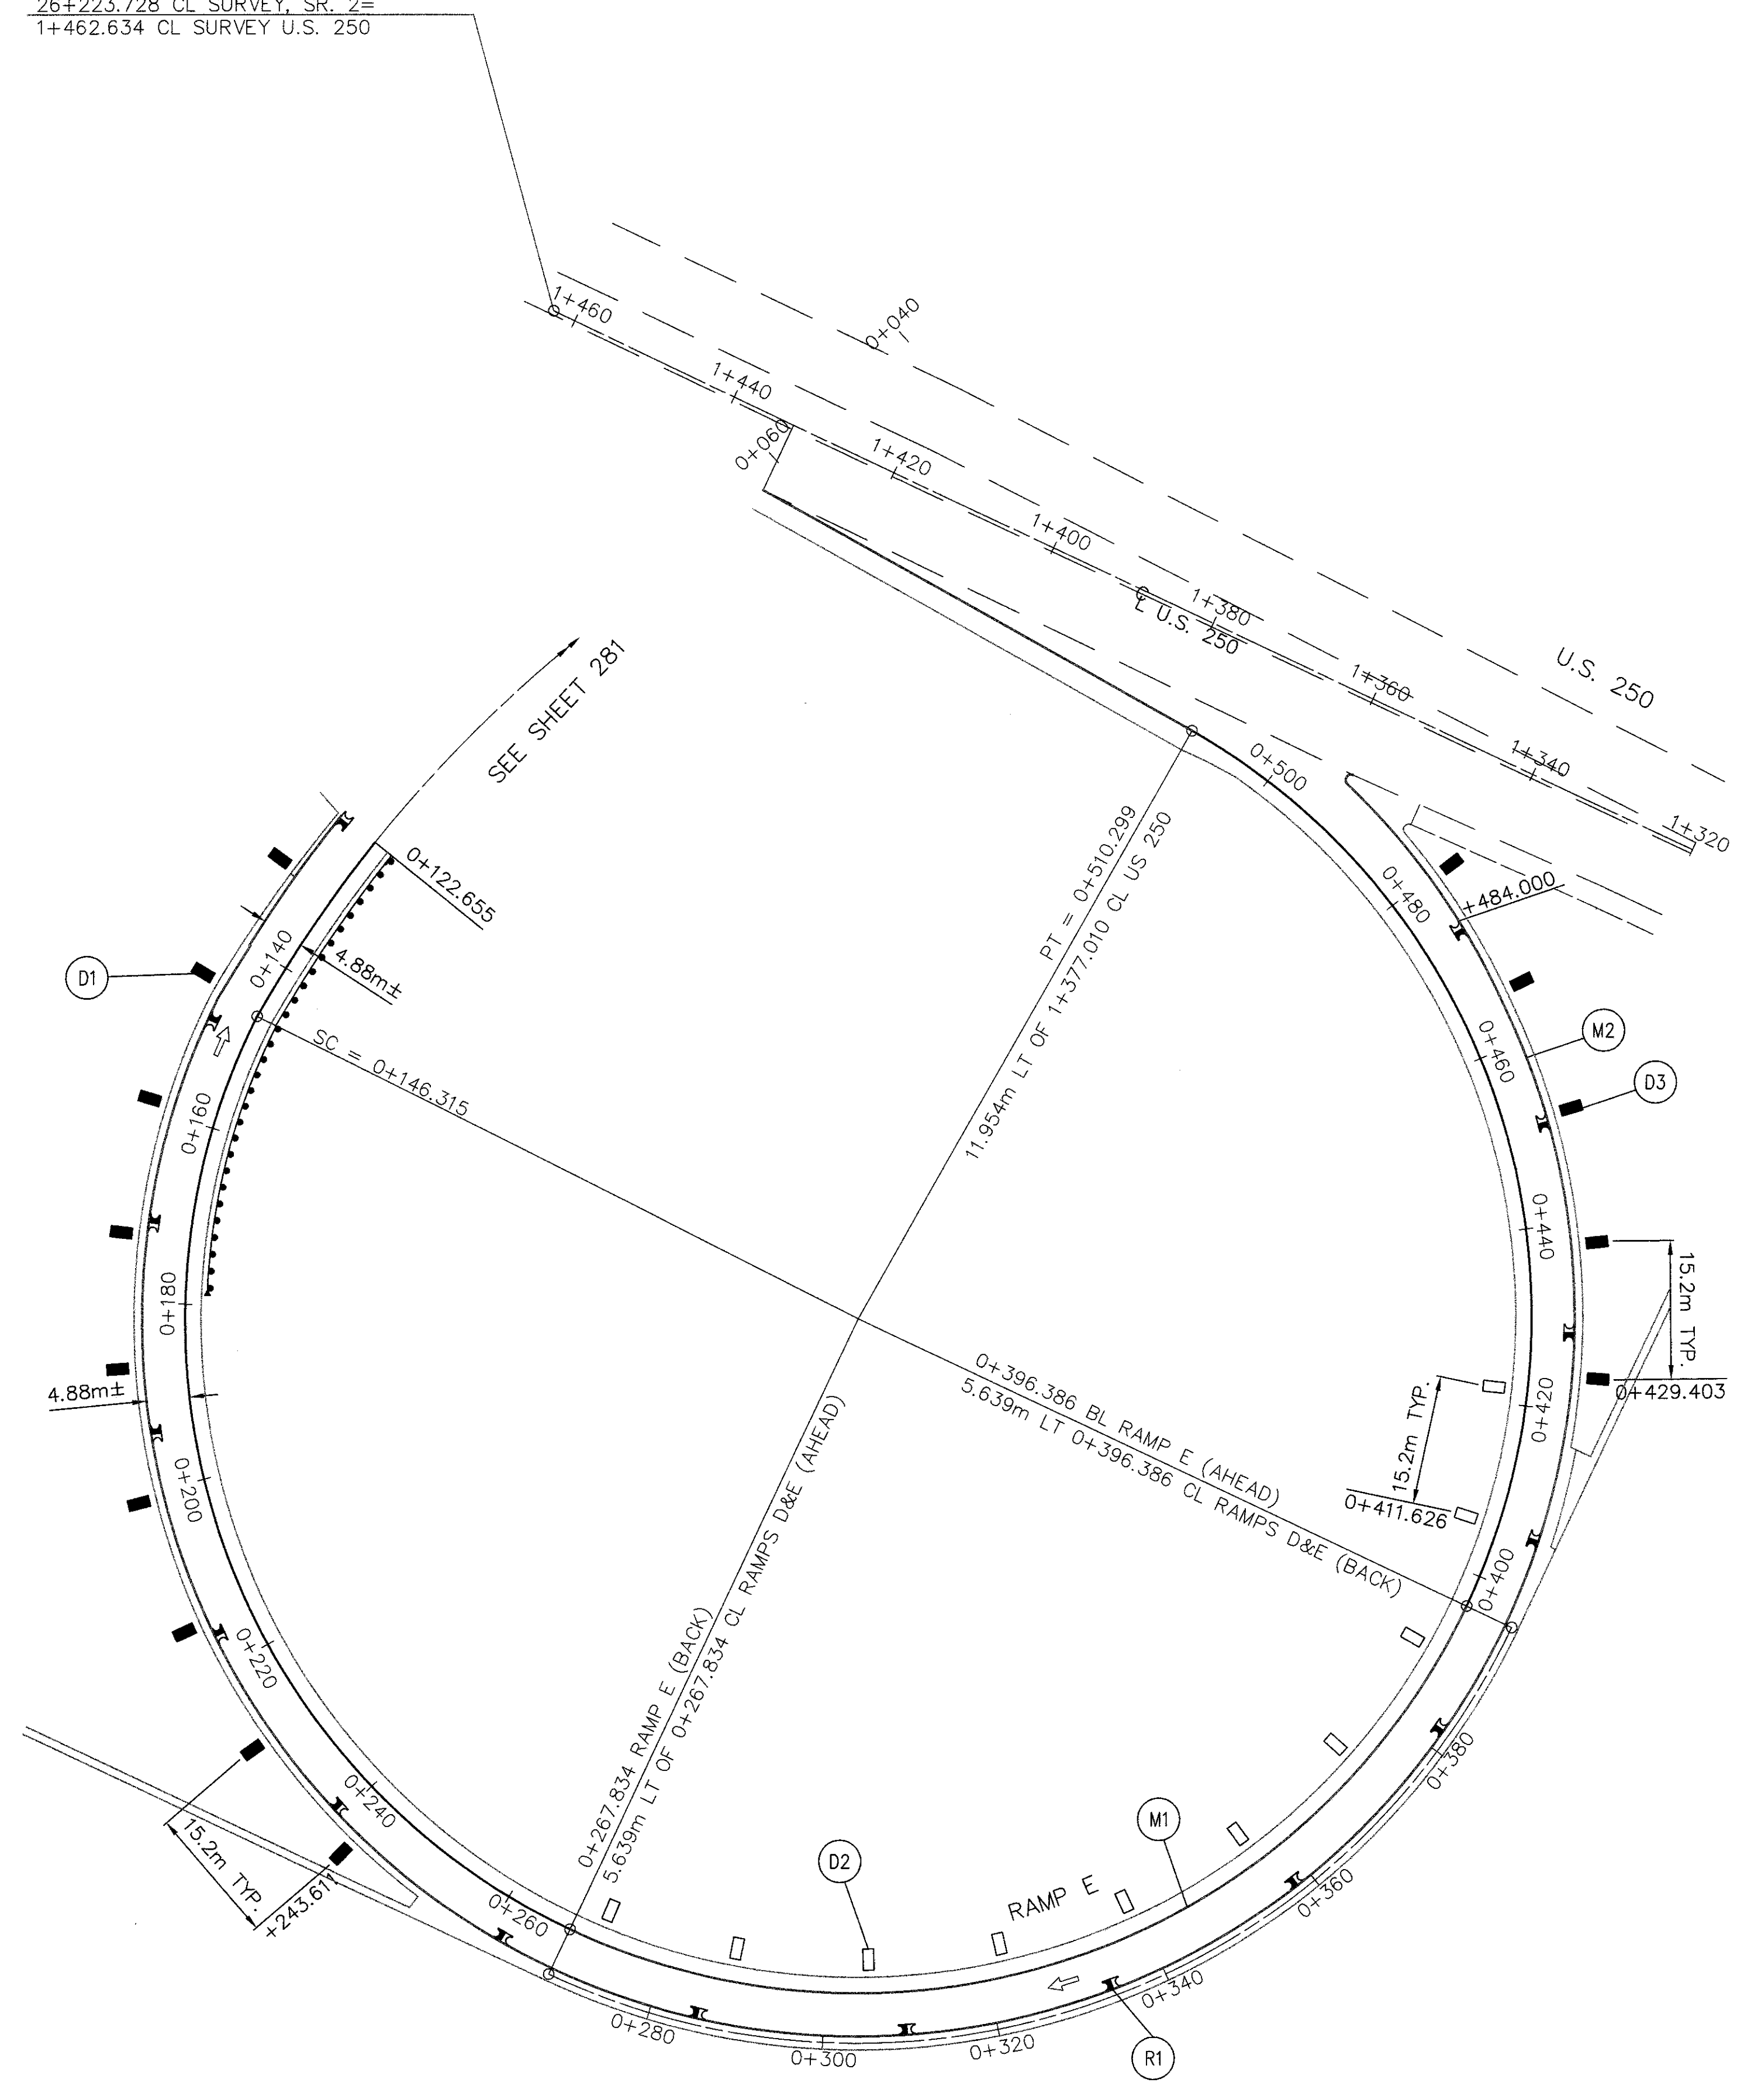 26+223.728 CL SURVEY, SR. 2=
1+462.634 CL SURVEY U.S. 250
1+460
1+440
0+040
0+060
1+420
1+400
1+380
℄ U.S. 250
1+360
U.S. 250
1+340
1+320
SEE SHEET 281
0+500
0+122.655
PT = 0+510.299
11.954m LT OF 1+377.010 CL US 250
0+480
+484.000
D1
0+140
4.88m±
SC = 0+146.315
0+160
0+460
M2
D3
0+180
0+440
15.2m TYP.
4.88m±
0+396.386 BL RAMP E (AHEAD)
5.639m LT 0+396.386 CL RAMPS D&E (BACK)
15.2m TYP.
0+420
0+429.403
0+411.626
0+200
0+400
0+267.834 RAMP E (BACK)
5.639m LT OF 0+267.834 CL RAMPS D&E (AHEAD)
0+220
0+380
0+240
15.2m TYP.
+243.617
M1
D2
RAMP E
0+360
0+260
0+340
0+280
0+300
0+320
R1